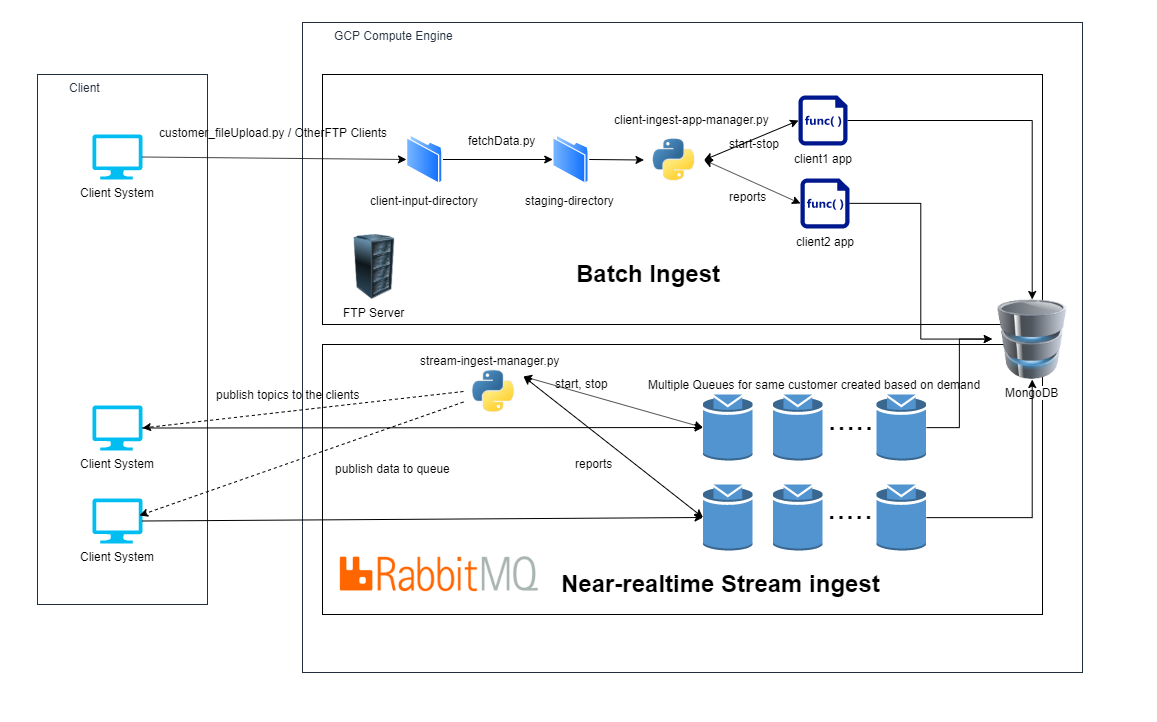 GCP Compute Engine
Client
customer_fileUpload.py / OtherFTP Clients
Client System
fetchData.py
client-input-directory
staging-directory
client-ingest-app-manager.py
start-stop
reports
func( )
client1 app
func( )
client2 app
FTP Server
Batch Ingest
MongoDB
stream-ingest-manager.py
start, stop
Multiple Queues for same customer created based on demand
publish topics to the clients
Client System
reports
publish data to queue
Client System
RabbitMQ
Near-realtime Stream ingest